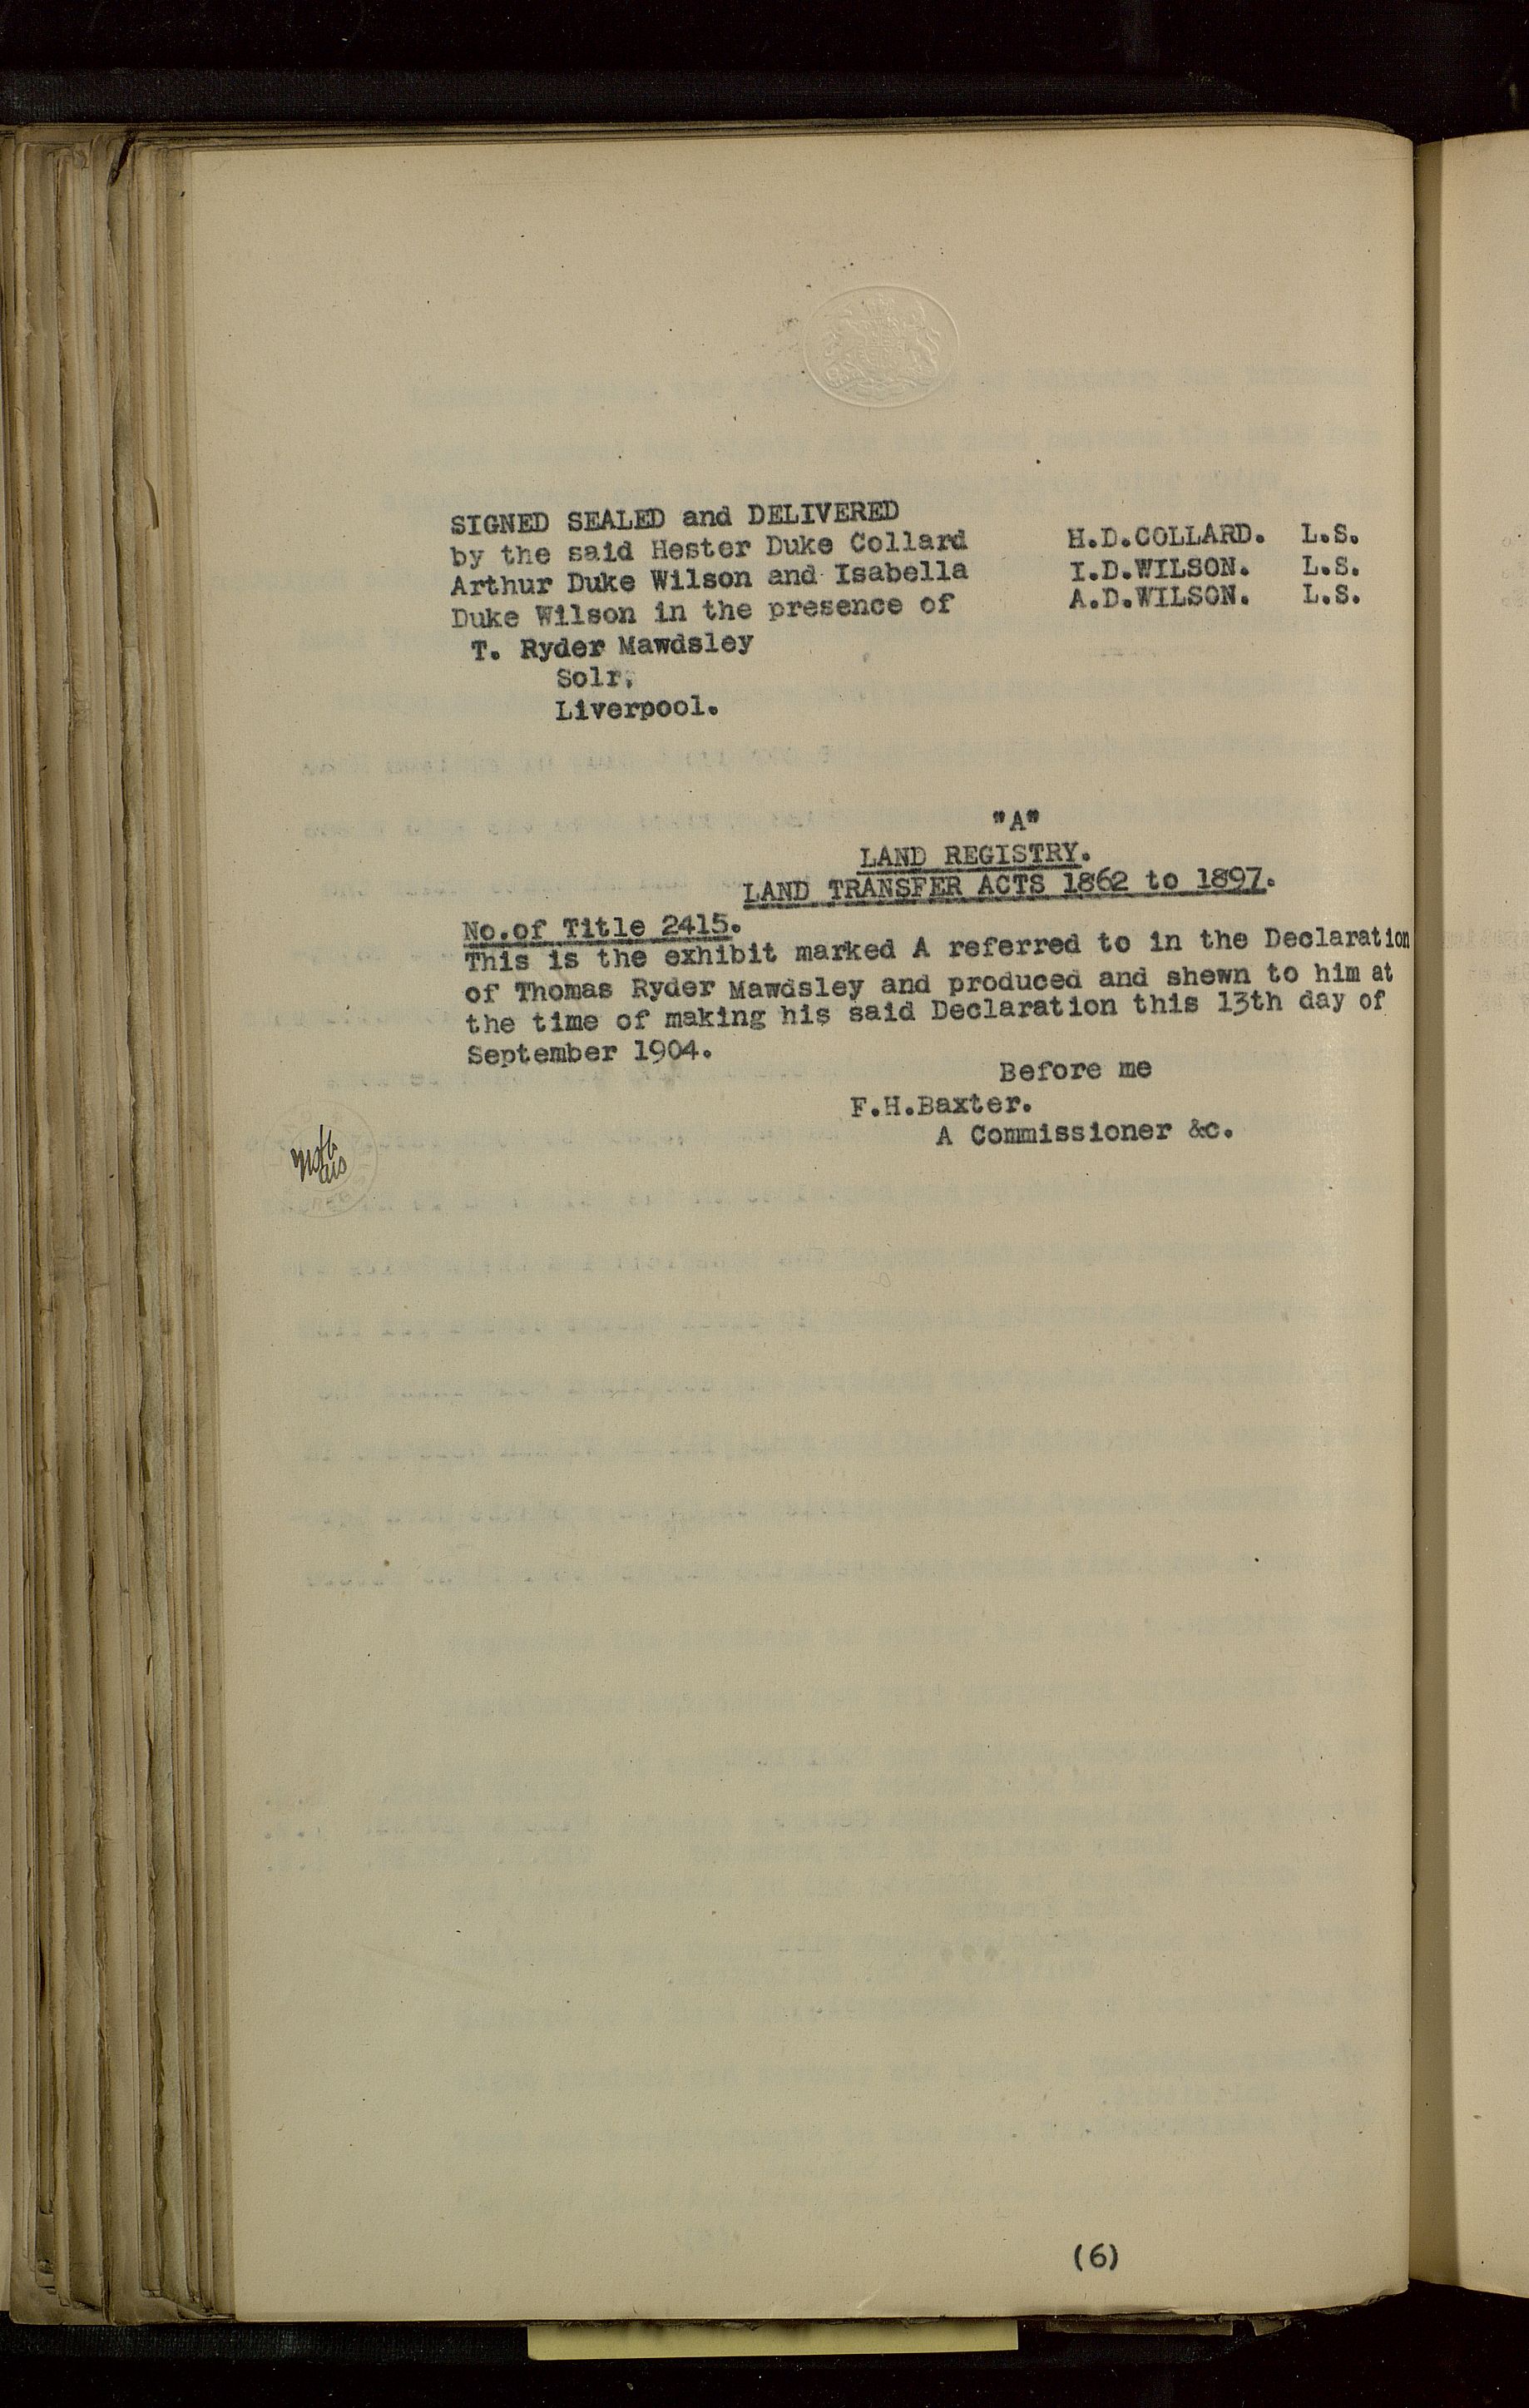 SIGNED SEALED and DELIVERED
by the said Hester Duke Collard H.D.COLLARD. L.S.
Arthur Duke Wilson and Isabella I.D.WILSON. L.S.
Duke Wilson in the presence of A.D.WILSON. L.S.
T. Ryder Mawdsley
Solr.
Liverpool.
"A"
LAND REGISTRY.
LAND TRANSFER ACTS 1862 to 1897.
No.of Title 2415.
This is the exhibit marked A referred to in the Declaration
of Thomas Ryder Mawdsley and produced and shewn to him at
the time of making his said Declaration this 13th day of
September 1904.
Before me
F.H.Baxter.
A Commissioner &c.
(6)